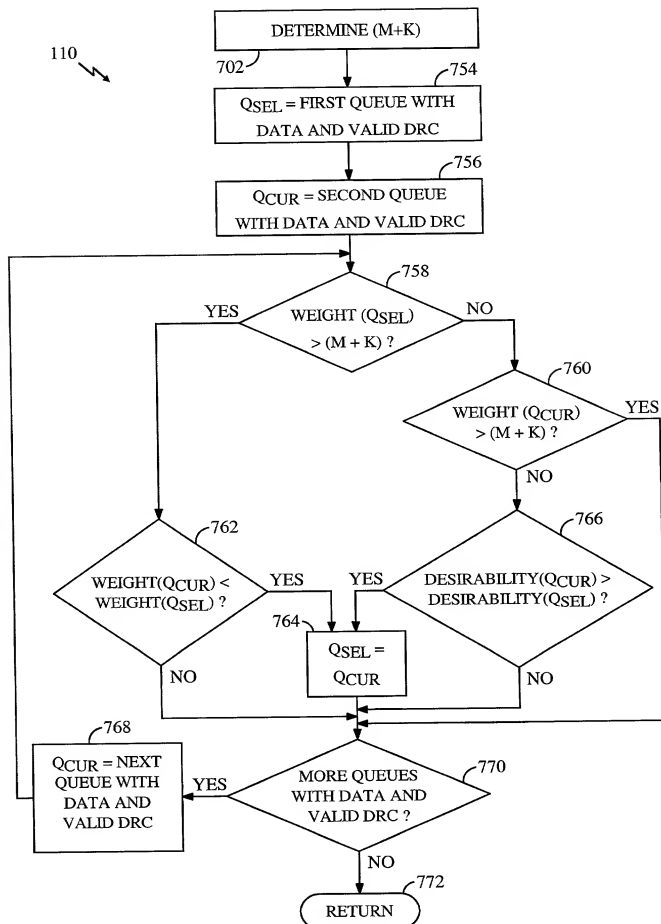 DETERMINE (M+K)
702
110
754
QSEL = FIRST QUEUE WITH
DATA AND VALID DRC
756
QCUR = SECOND QUEUE
WITH DATA AND VALID DRC
758
WEIGHT (QSEL)
> (M + K) ?
YES
NO
760
WEIGHT (QCUR)
> (M + K) ?
YES
NO
762
WEIGHT(QCUR) <
WEIGHT(QSEL) ?
YES
NO
766
DESIRABILITY(QCUR) >
DESIRABILITY(QSEL) ?
YES
NO
764
QSEL =
QCUR
768
QCUR = NEXT
QUEUE WITH
DATA AND
VALID DRC
770
MORE QUEUES
WITH DATA AND
VALID DRC ?
YES
NO
772
RETURN